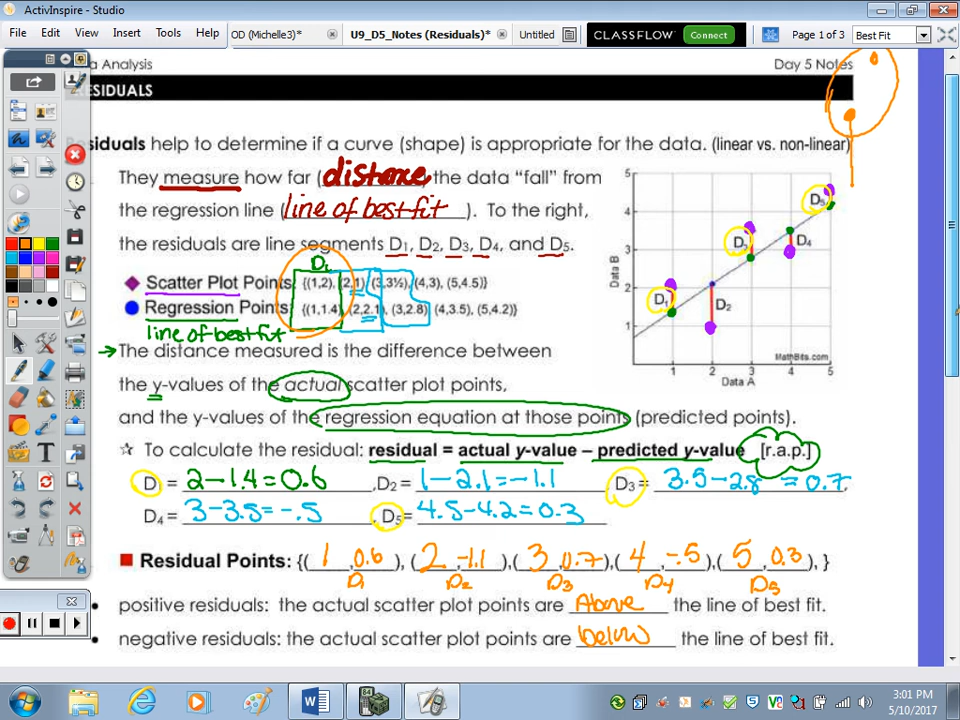 ActivInspire - Studio
File Edit View Insert Tools Help OD (Michelle3)* U9_D5_Notes (Residuals)* Untitled CLASSFLOW Connect Page 1 of 3 Best Fit
a Analysis Day 5 Notes
ESIDUALS
siduals help to determine if a curve (shape) is appropriate for the data. (linear vs. non-linear)
They measure how far (distance) the data "fall" from
the regression line (line of best fit). To the right,
the residuals are line segments D1, D2, D3, D4, and D5.
D1
Scatter Plot Points: {(1,2), (2,1), (3,3½), (4,3), (5,4.5)}
Regression Points: {(1,1.4), (2,2.1), (3,2.8), (4,3.5), (5,4.2)}
line of best fit
The distance measured is the difference between
the y-values of the actual scatter plot points,
and the y-values of the regression equation at those points (predicted points).
5
4
3
2
1
Data B
D1
D2
D3
D4
D5
MathBits.com
1 2 3 4 5
Data A
To calculate the residual: residual = actual y-value – predicted y-value [r.a.p.]
D = 2-1.4=0.6, D2 = 1-2.1=-1.1, D3= 3.5-2.8 =0.7,
D4 = 3-3.5=-.5, D5= 4.5-4.2=0.3
Residual Points: {(1,0.6), (2,-1.1),(3,0.7),(4,-.5),(5,0.3), }
D1 D2 D3 D4 D5
positive residuals: the actual scatter plot points are Above the line of best fit.
negative residuals: the actual scatter plot points are below the line of best fit.
3:01 PM
5/10/2017